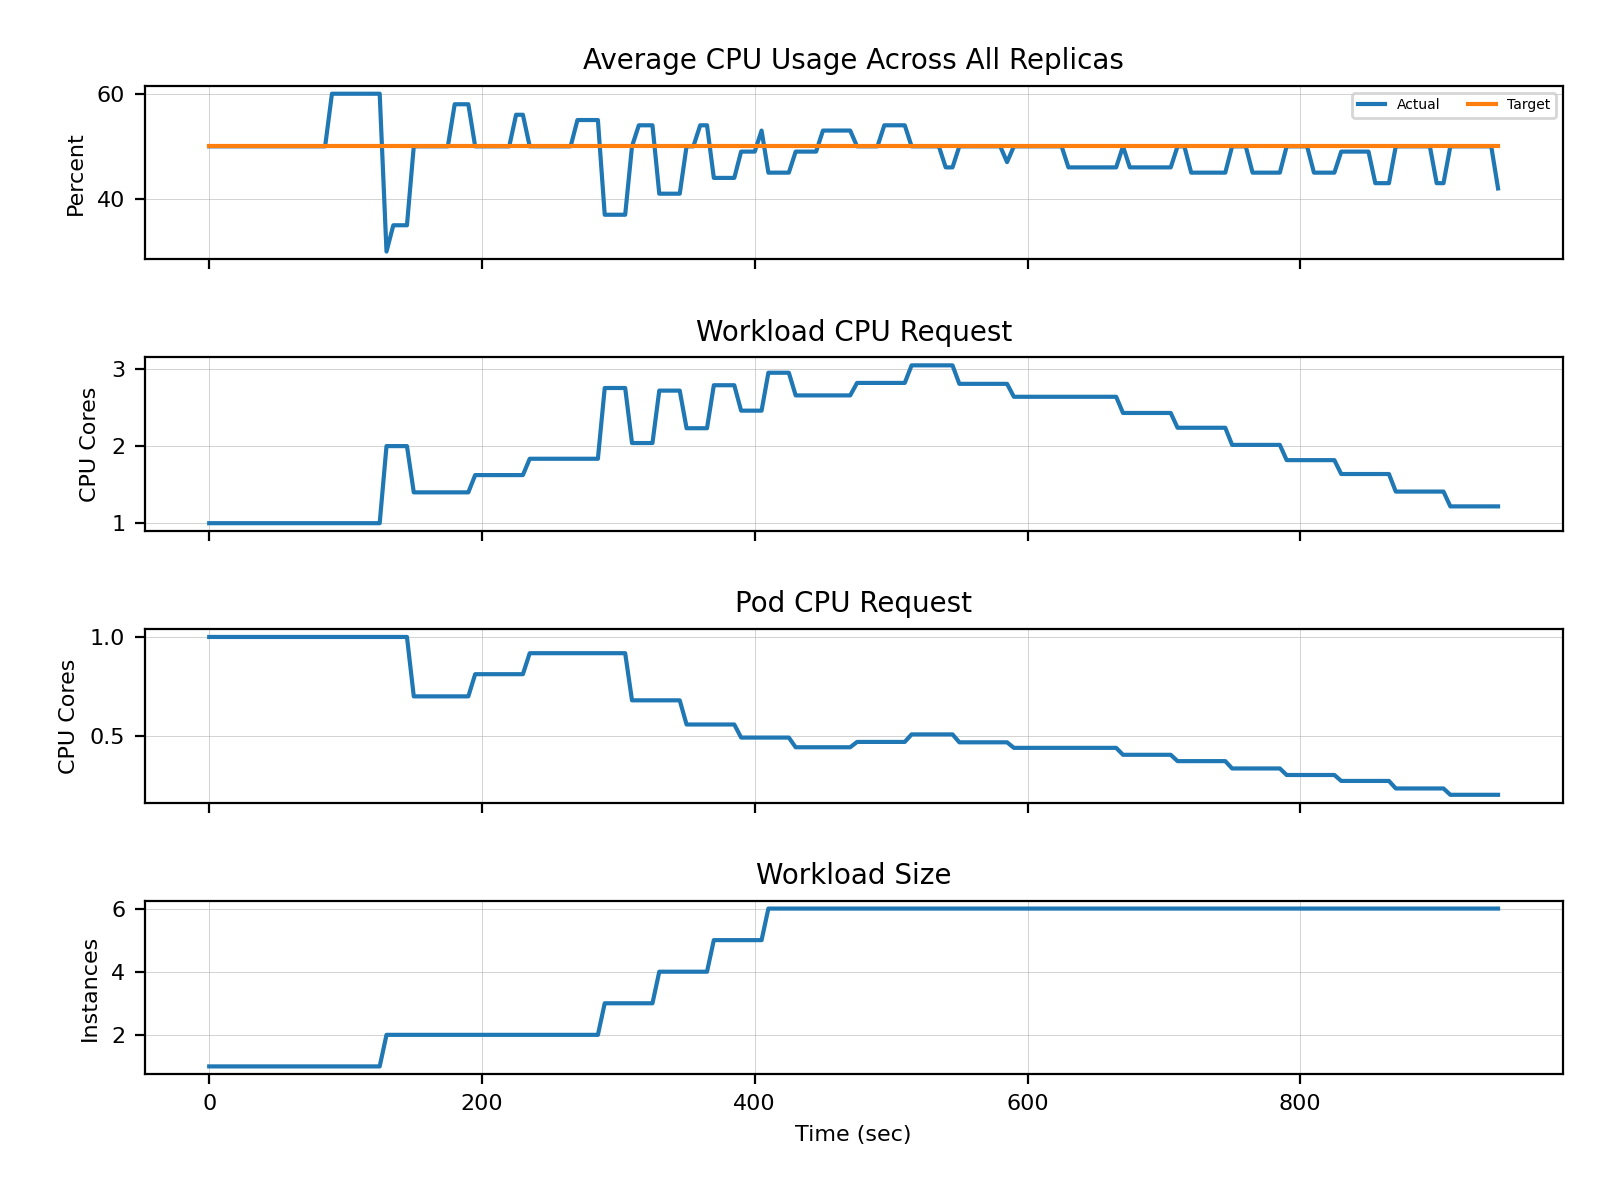 Average CPU Usage Across All Replicas
60
40
Percent
Actual
Target
Workload CPU Request
3
2
1
CPU Cores
Pod CPU Request
1.0
0.5
CPU Cores
Workload Size
6
4
2
Instances
0 200 400 600 800
Time (sec)